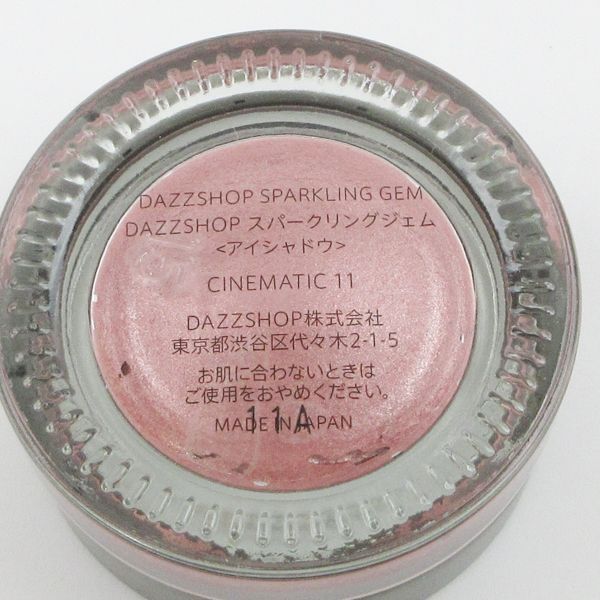 DAZZSHOP SPARKLING GEM
DAZZSHOP スパークリングジェム
<アイシャドウ>
CINEMATIC 11
DAZZSHOP株式会社
東京都渋谷区代々木2-1-5
お肌に合わないときは
ご使用をおやめください。
MADE IN JAPAN
11A